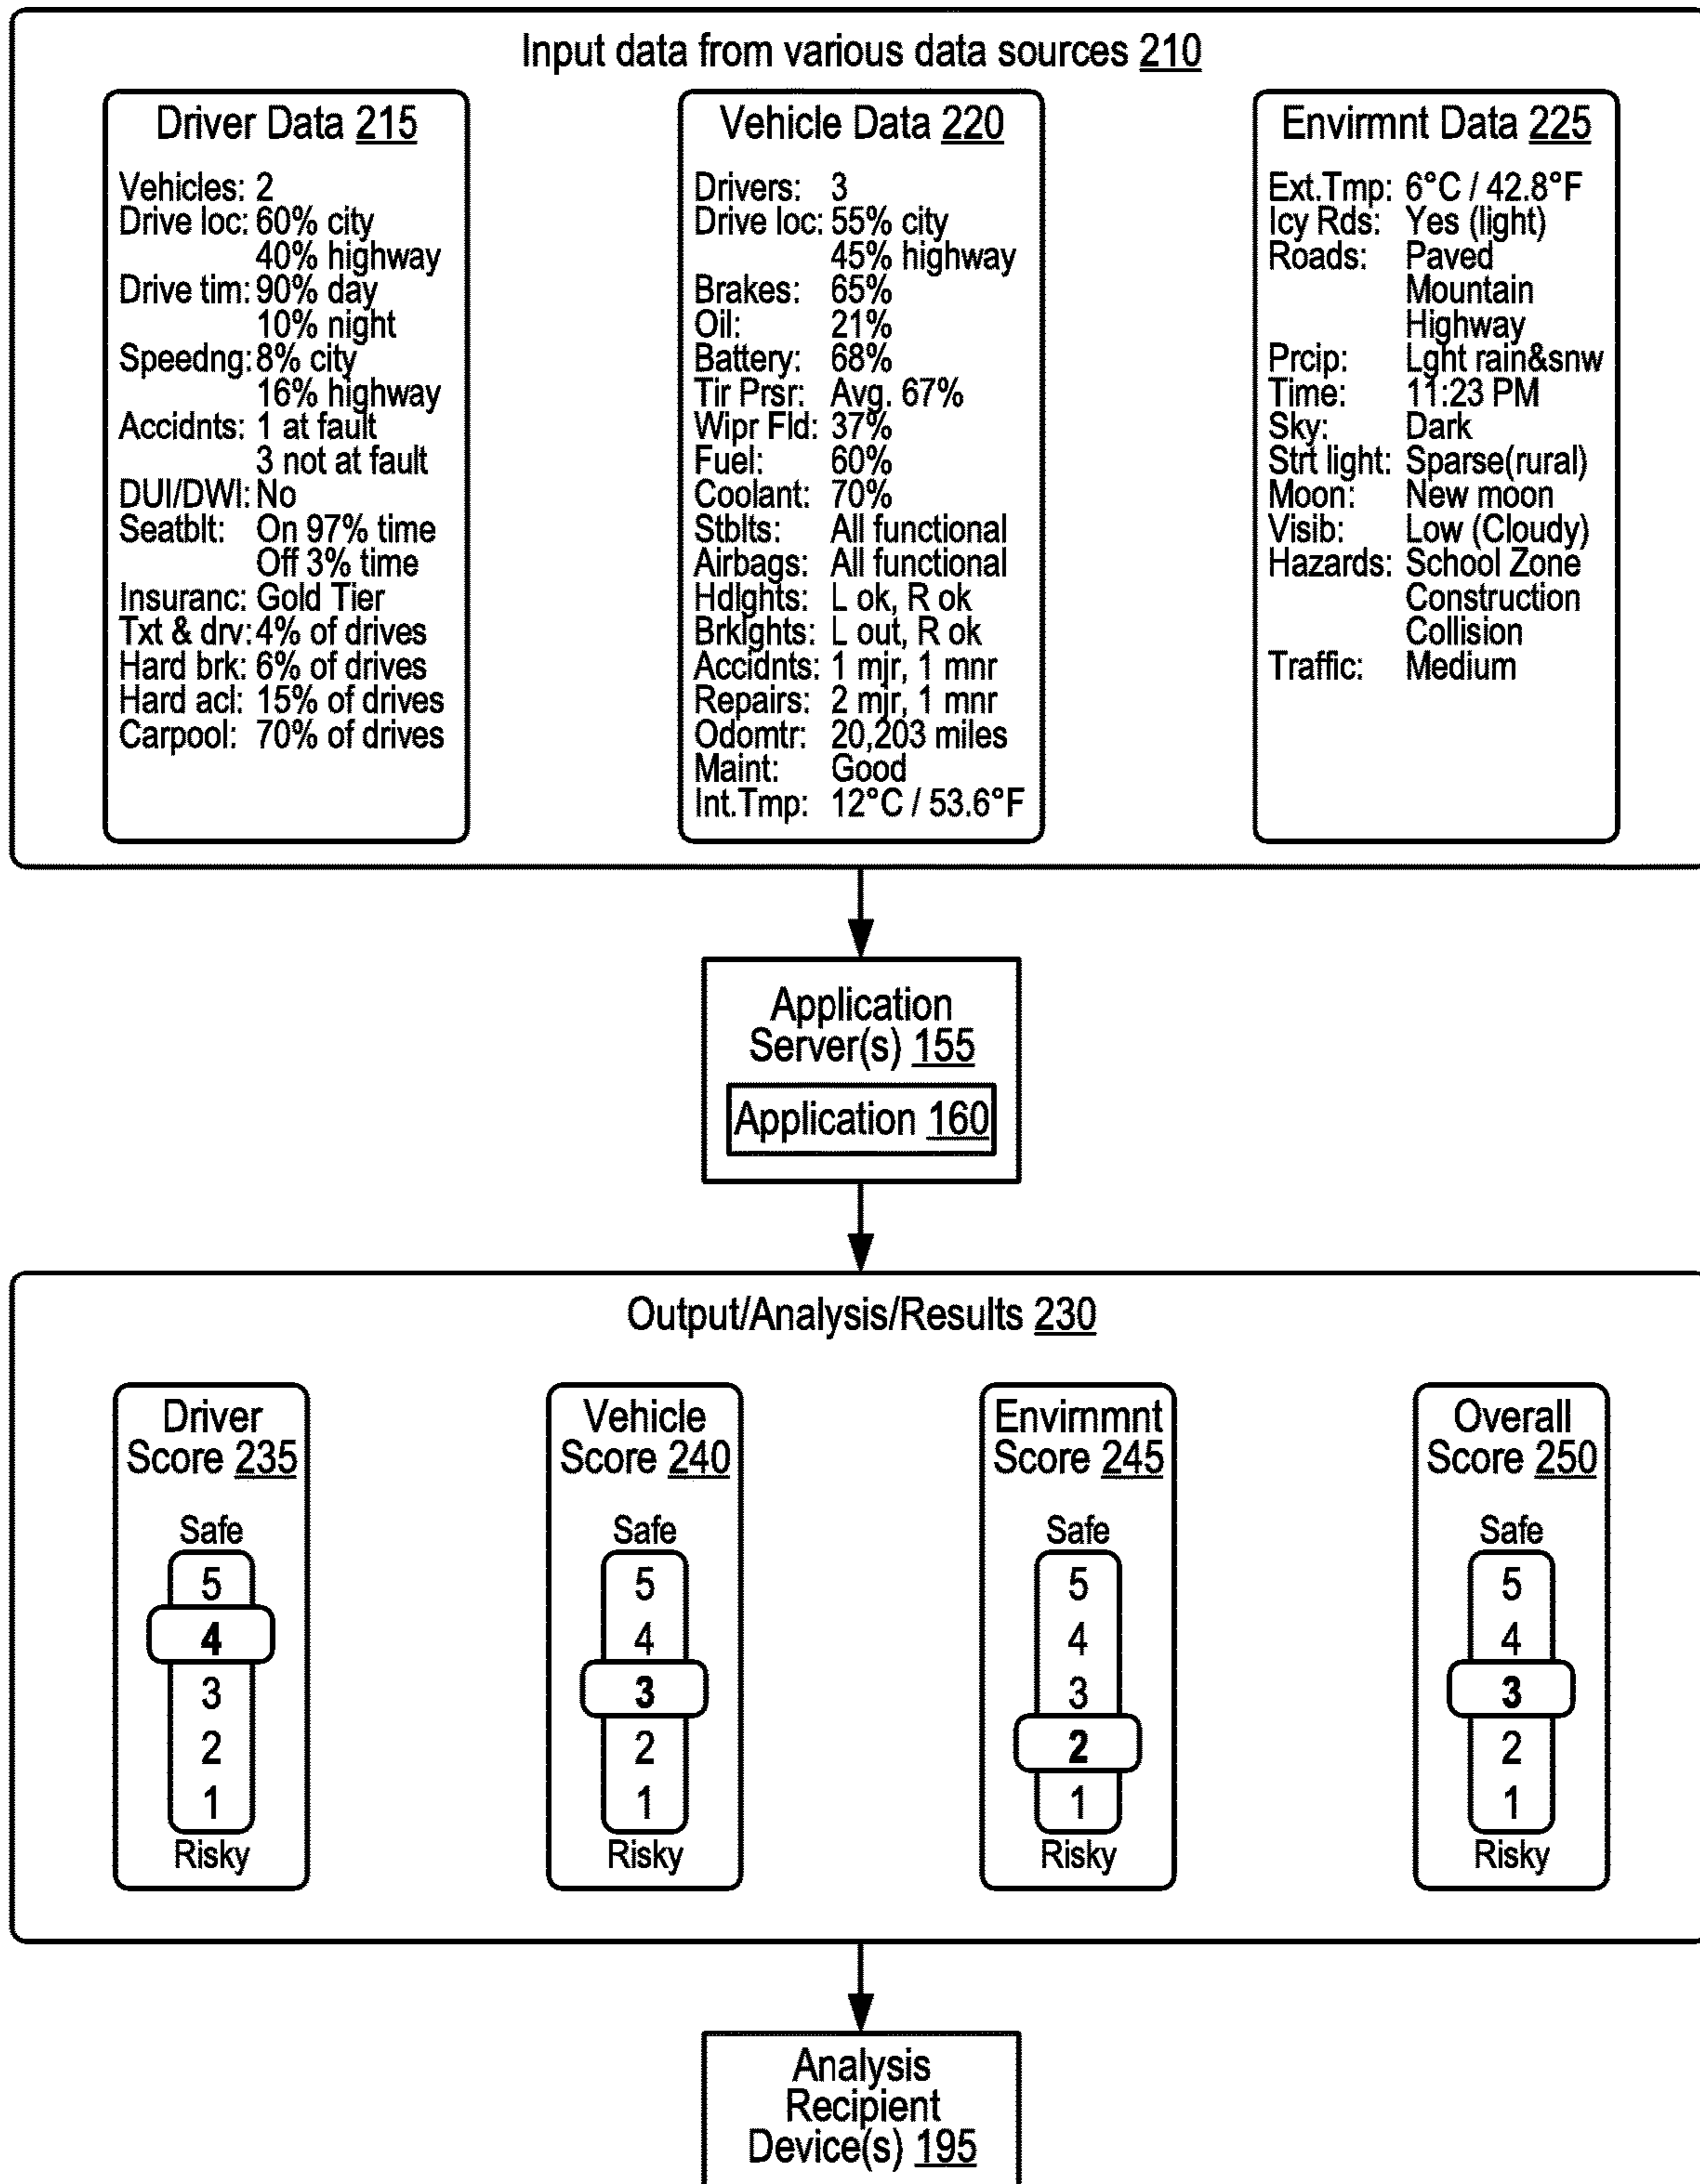 Input data from various data sources 210
Driver Data 215
Vehicles: 2
Drive loc: 60% city
40% highway
Drive tim: 90% day
10% night
Speedng: 8% city
16% highway
Accidnts: 1 at fault
3 not at fault
DUI/DWI: No
Seatblt: On 97% time
Off 3% time
Insuranc: Gold Tier
Txt & drv: 4% of drives
Hard brk: 6% of drives
Hard acl: 15% of drives
Carpool: 70% of drives
Vehicle Data 220
Drivers: 3
Drive loc: 55% city
45% highway
Brakes: 65%
Oil: 21%
Battery: 68%
Tir Prsr: Avg. 67%
Wipr Fld: 37%
Fuel: 60%
Coolant: 70%
Stblts: All functional
Airbags: All functional
Hdlghts: L ok, R ok
Brklghts: L out, R ok
Accidnts: 1 mjr, 1 mnr
Repairs: 2 mjr, 1 mnr
Odomtr: 20,203 miles
Maint: Good
Int.Tmp: 12°C / 53.6°F
Envirmnt Data 225
Ext.Tmp: 6°C / 42.8°F
Icy Rds: Yes (light)
Roads: Paved
Mountain
Highway
Prcip: Lght rain&snw
Time: 11:23 PM
Sky: Dark
Strt light: Sparse(rural)
Moon: New moon
Visib: Low (Cloudy)
Hazards: School Zone
Construction
Collision
Traffic: Medium
Application
Server(s) 155
Application 160
Output/Analysis/Results 230
Driver
Score 235
Safe
5
4
3
2
1
Risky
Vehicle
Score 240
Safe
5
4
3
2
1
Risky
Envirnmnt
Score 245
Safe
5
4
3
2
1
Risky
Overall
Score 250
Safe
5
4
3
2
1
Risky
Analysis
Recipient
Device(s) 195